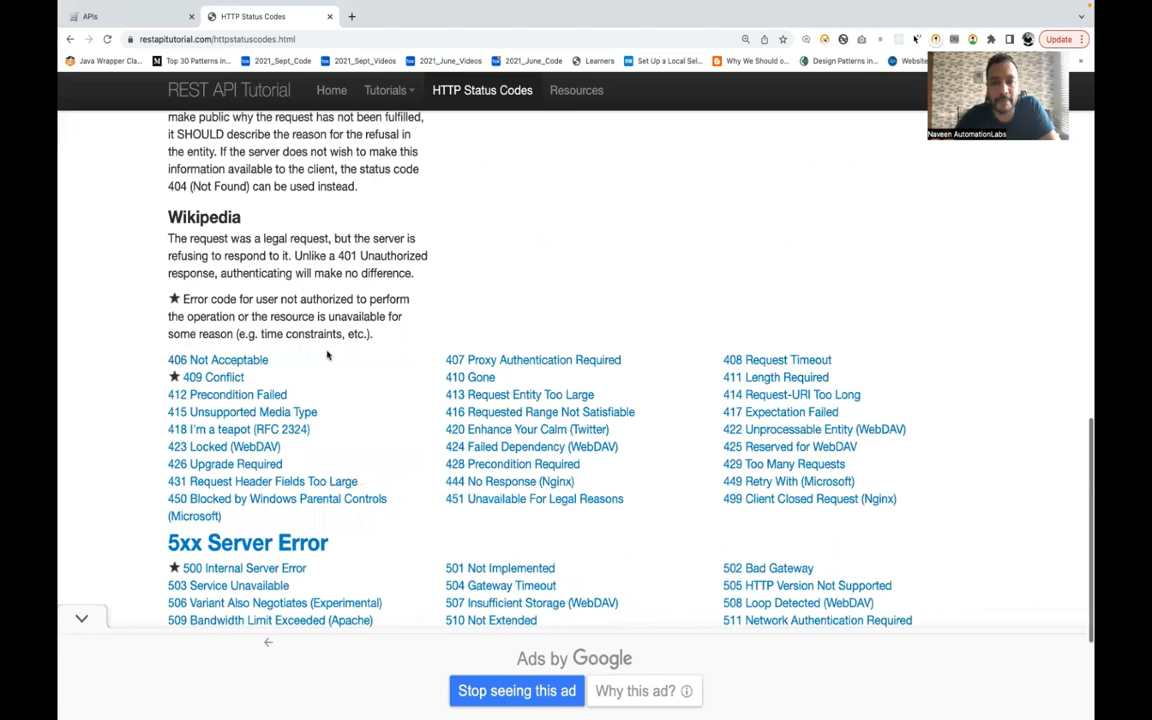 APIs
HTTP Status Codes
restapitutorial.com/httpstatuscodes.html
Update
Java Wrapper Cla...
Top 30 Patterns in...
2021_Sept_Code
2021_Sept_Videos
2021_June_Videos
2021_June_Code
Learners
Set Up a Local Sel...
Why We Should o...
Design Patterns in...
Website
REST API Tutorial
Home
Tutorials
HTTP Status Codes
Resources
Naveen AutomationLabs
make public why the request has not been fulfilled,
it SHOULD describe the reason for the refusal in
the entity. If the server does not wish to make this
information available to the client, the status code
404 (Not Found) can be used instead.
Wikipedia
The request was a legal request, but the server is
refusing to respond to it. Unlike a 401 Unauthorized
response, authenticating will make no difference.
★ Error code for user not authorized to perform
the operation or the resource is unavailable for
some reason (e.g. time constraints, etc.).
406 Not Acceptable
407 Proxy Authentication Required
408 Request Timeout
★ 409 Conflict
410 Gone
411 Length Required
412 Precondition Failed
413 Request Entity Too Large
414 Request-URI Too Long
415 Unsupported Media Type
416 Requested Range Not Satisfiable
417 Expectation Failed
418 I'm a teapot (RFC 2324)
420 Enhance Your Calm (Twitter)
422 Unprocessable Entity (WebDAV)
423 Locked (WebDAV)
424 Failed Dependency (WebDAV)
425 Reserved for WebDAV
426 Upgrade Required
428 Precondition Required
429 Too Many Requests
431 Request Header Fields Too Large
444 No Response (Nginx)
449 Retry With (Microsoft)
450 Blocked by Windows Parental Controls
(Microsoft)
451 Unavailable For Legal Reasons
499 Client Closed Request (Nginx)
5xx Server Error
★ 500 Internal Server Error
501 Not Implemented
502 Bad Gateway
503 Service Unavailable
504 Gateway Timeout
505 HTTP Version Not Supported
506 Variant Also Negotiates (Experimental)
507 Insufficient Storage (WebDAV)
508 Loop Detected (WebDAV)
509 Bandwidth Limit Exceeded (Apache)
510 Not Extended
511 Network Authentication Required
Ads by Google
Stop seeing this ad
Why this ad?